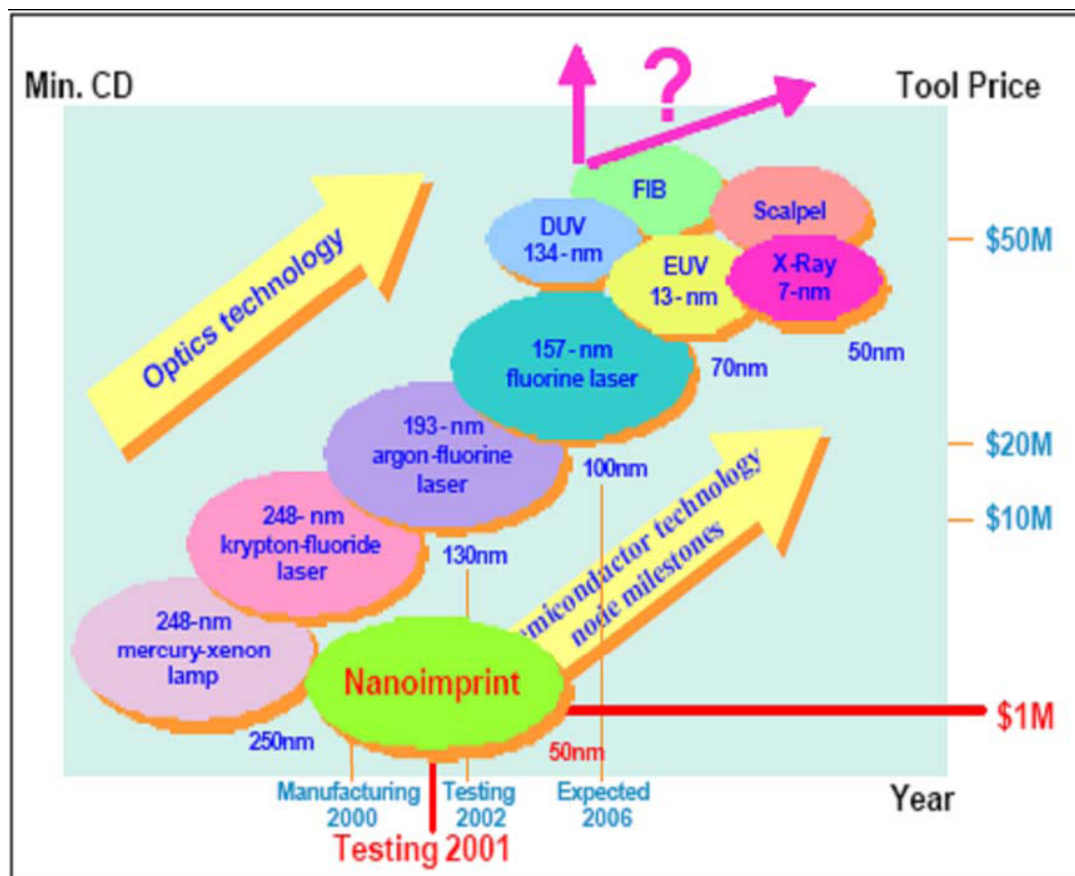 Min. CD
?
Tool Price
Optics technology
FIB
Scalpel
DUV
134- nm
EUV
13- nm
X-Ray
7-nm
$50M
157- nm
fluorine laser
70nm
50nm
193- nm
argon-fluorine
laser
100nm
$20M
248- nm
krypton-fluoride
laser
130nm
$10M
emicondactor technology
node milestones
248-nm
mercury-xenon
lamp
Nanoimprint
250nm
50nm
$1M
Manufacturing
2000
Testing
2002
Expected
2006
Year
Testing 2001